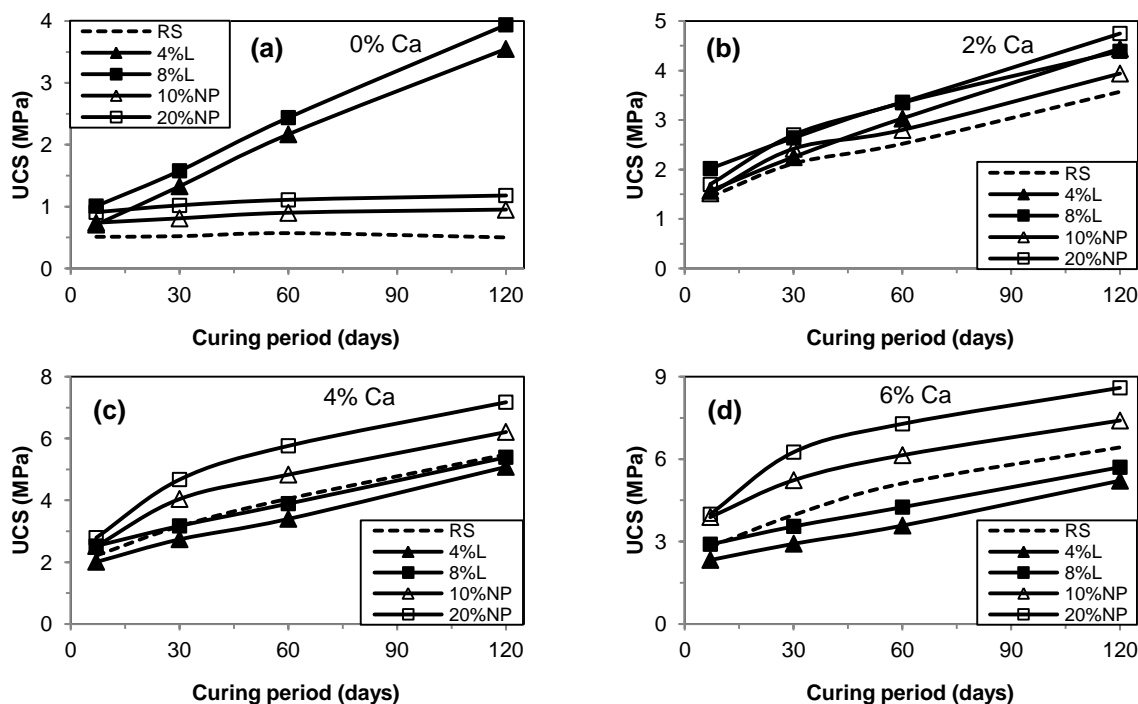 4
3
2
1
0
UCS (MPa)
RS
4%L
8%L
10%NP
20%NP
(a)
0% Ca
0 30 60 90 120
Curing period (days)
5
4
3
2
1
0
UCS (MPa)
(b)
2% Ca
RS
4%L
8%L
10%NP
20%NP
0 30 60 90 120
Curing period (days)
8
6
4
2
0
UCS (MPa)
(c)
4% Ca
RS
4%L
8%L
10%NP
20%NP
0 30 60 90 120
Curing period (days)
9
6
3
0
UCS (MPa)
(d)
6% Ca
RS
4%L
8%L
10%NP
20%NP
0 30 60 90 120
Curing period (days)